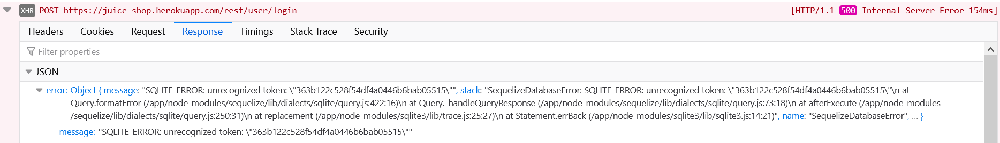 XHR POST https://juice-shop.herokuapp.com/rest/user/login [HTTP/1.1 500 Internal Server Error 154ms]
Headers Cookies Request Response Timings Stack Trace Security
Filter properties
JSON
error: Object { message: "SQLITE_ERROR: unrecognized token: \"363b122c528f54df4a0446b6bab05515\"", stack: "SequelizeDatabaseError: SQLITE_ERROR: unrecognized token: \"363b122c528f54df4a0446b6bab05515\"\n at
Query.formatError (/app/node_modules/sequelize/lib/dialects/sqlite/query.js:422:16)\n at Query._handleQueryResponse (/app/node_modules/sequelize/lib/dialects/sqlite/query.js:73:18)\n at afterExecute (/app/node_modules
/sequelize/lib/dialects/sqlite/query.js:250:31)\n at replacement (/app/node_modules/sqlite3/lib/trace.js:25:27)\n at Statement.errBack (/app/node_modules/sqlite3/lib/sqlite3.js:14:21)", name: "SequelizeDatabaseError", … }
message: "SQLITE_ERROR: unrecognized token: \"363b122c528f54df4a0446b6bab05515\""